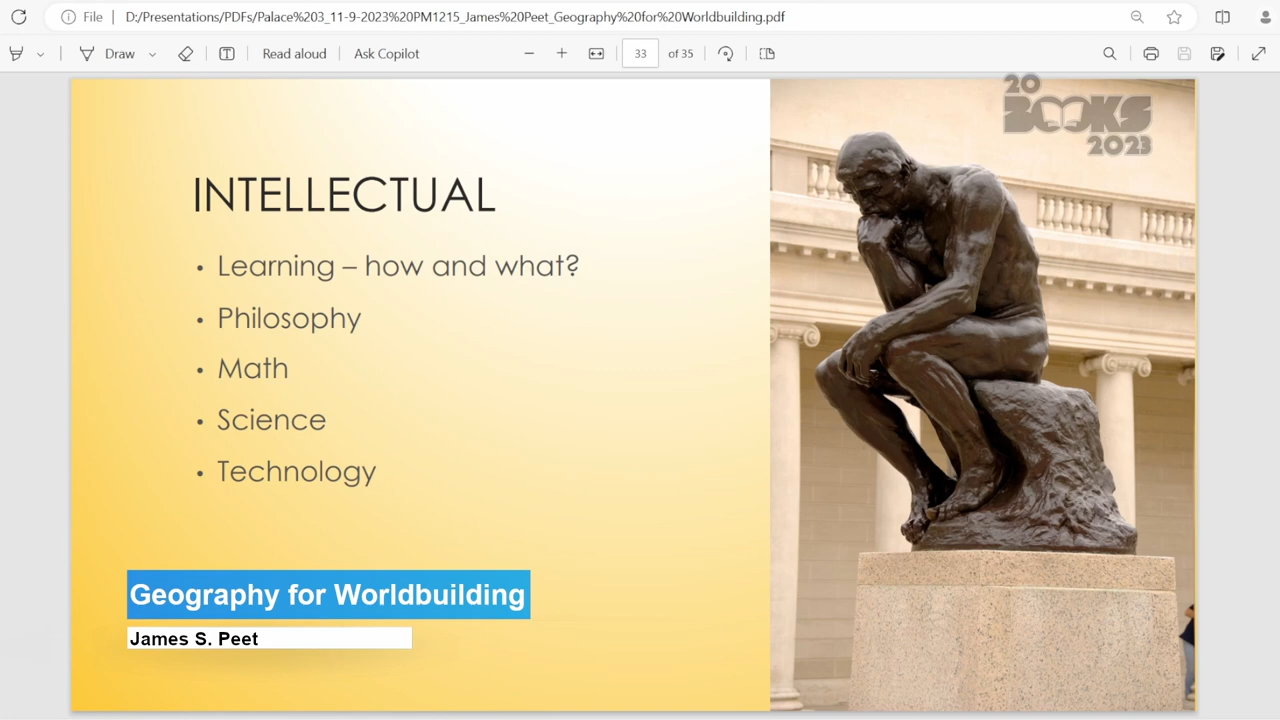 File
D:/Presentations/PDFs/Palace%203_11-9-2023%20PM1215_James%20Peet_Geography%20for%20Worldbuilding.pdf
Draw
Read aloud
Ask Copilot
33
of 35
20
BOOKS
2023
INTELLECTUAL
• Learning – how and what?
• Philosophy
• Math
• Science
• Technology
Geography for Worldbuilding
James S. Peet